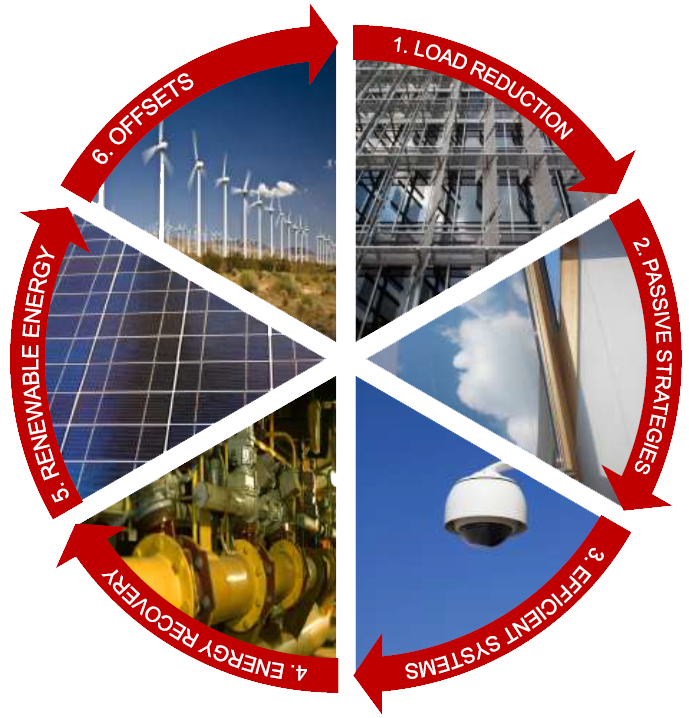 1. LOAD REDUCTION
2. PASSIVE STRATEGIES
3. EFFICIENT SYSTEMS
4. ENERGY RECOVERY
5. RENEWABLE ENERGY
6. OFFSETS